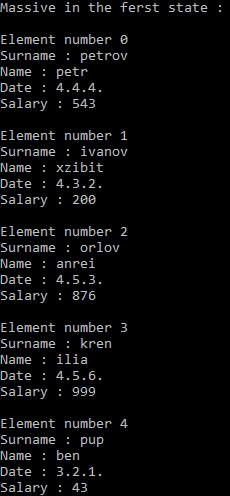 Massive in the ferst state :
Element number 0
Surname : petrov
Name : petr
Date : 4.4.4.
Salary : 543
Element number 1
Surname : ivanov
Name : xzibit
Date : 4.3.2.
Salary : 200
Element number 2
Surname : orlov
Name : anrei
Date : 4.5.3.
Salary : 876
Element number 3
Surname : kren
Name : ilia
Date : 4.5.6.
Salary : 999
Element number 4
Surname : pup
Name : ben
Date : 3.2.1.
Salary : 43